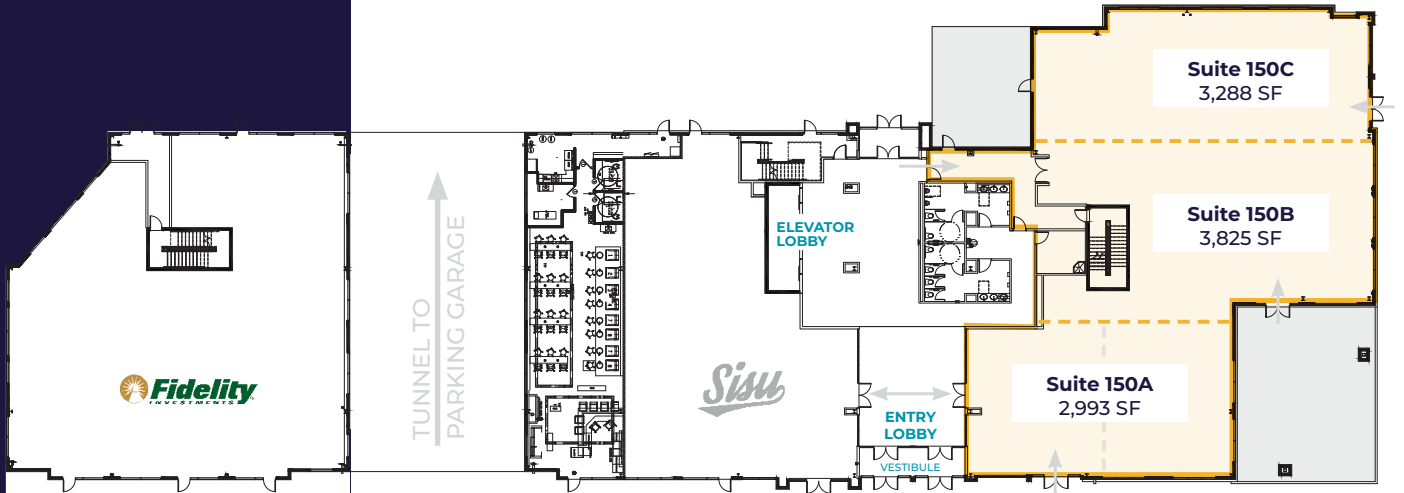 Suite 150C
3,288 SF
Suite 150B
3,825 SF
ELEVATOR
LOBBY
TUNNEL TO
PARKING GARAGE
Fidelity
INVESTMENTS
Sisu
Suite 150A
2,993 SF
ENTRY
LOBBY
VESTIBULE